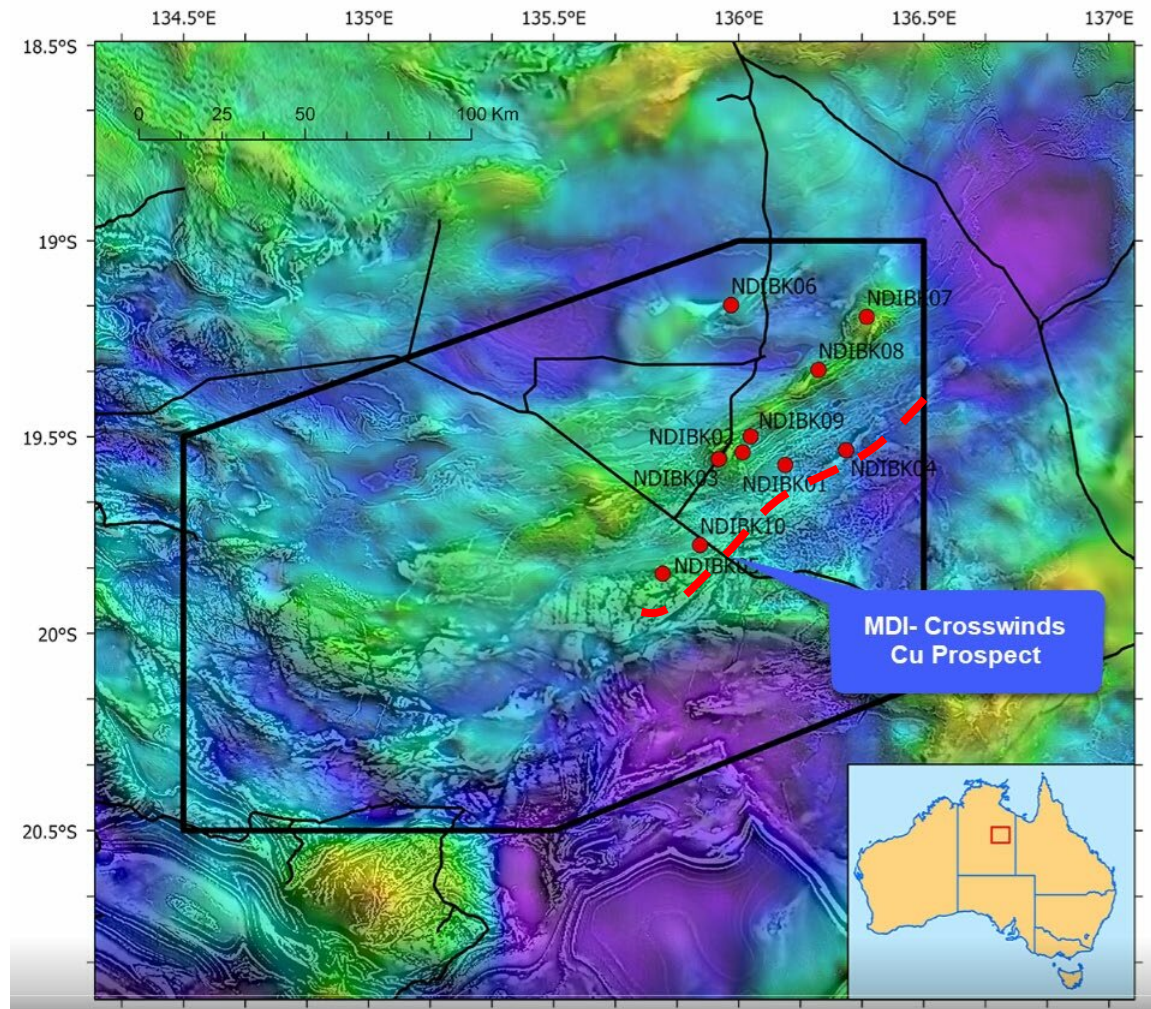 134.5°E 135°E 135.5°E 136°E 136.5°E 137°E
18.5°S
0 25 50 100 Km
19°S
NDIBK06
NDIBK07
NDIBK08
19.5°S
NDIBK09
NDIBK03
NDIBK04
NDIBK01
NDIBK10
NDIBK05
20°S
MDI- Crosswinds
Cu Prospect
20.5°S